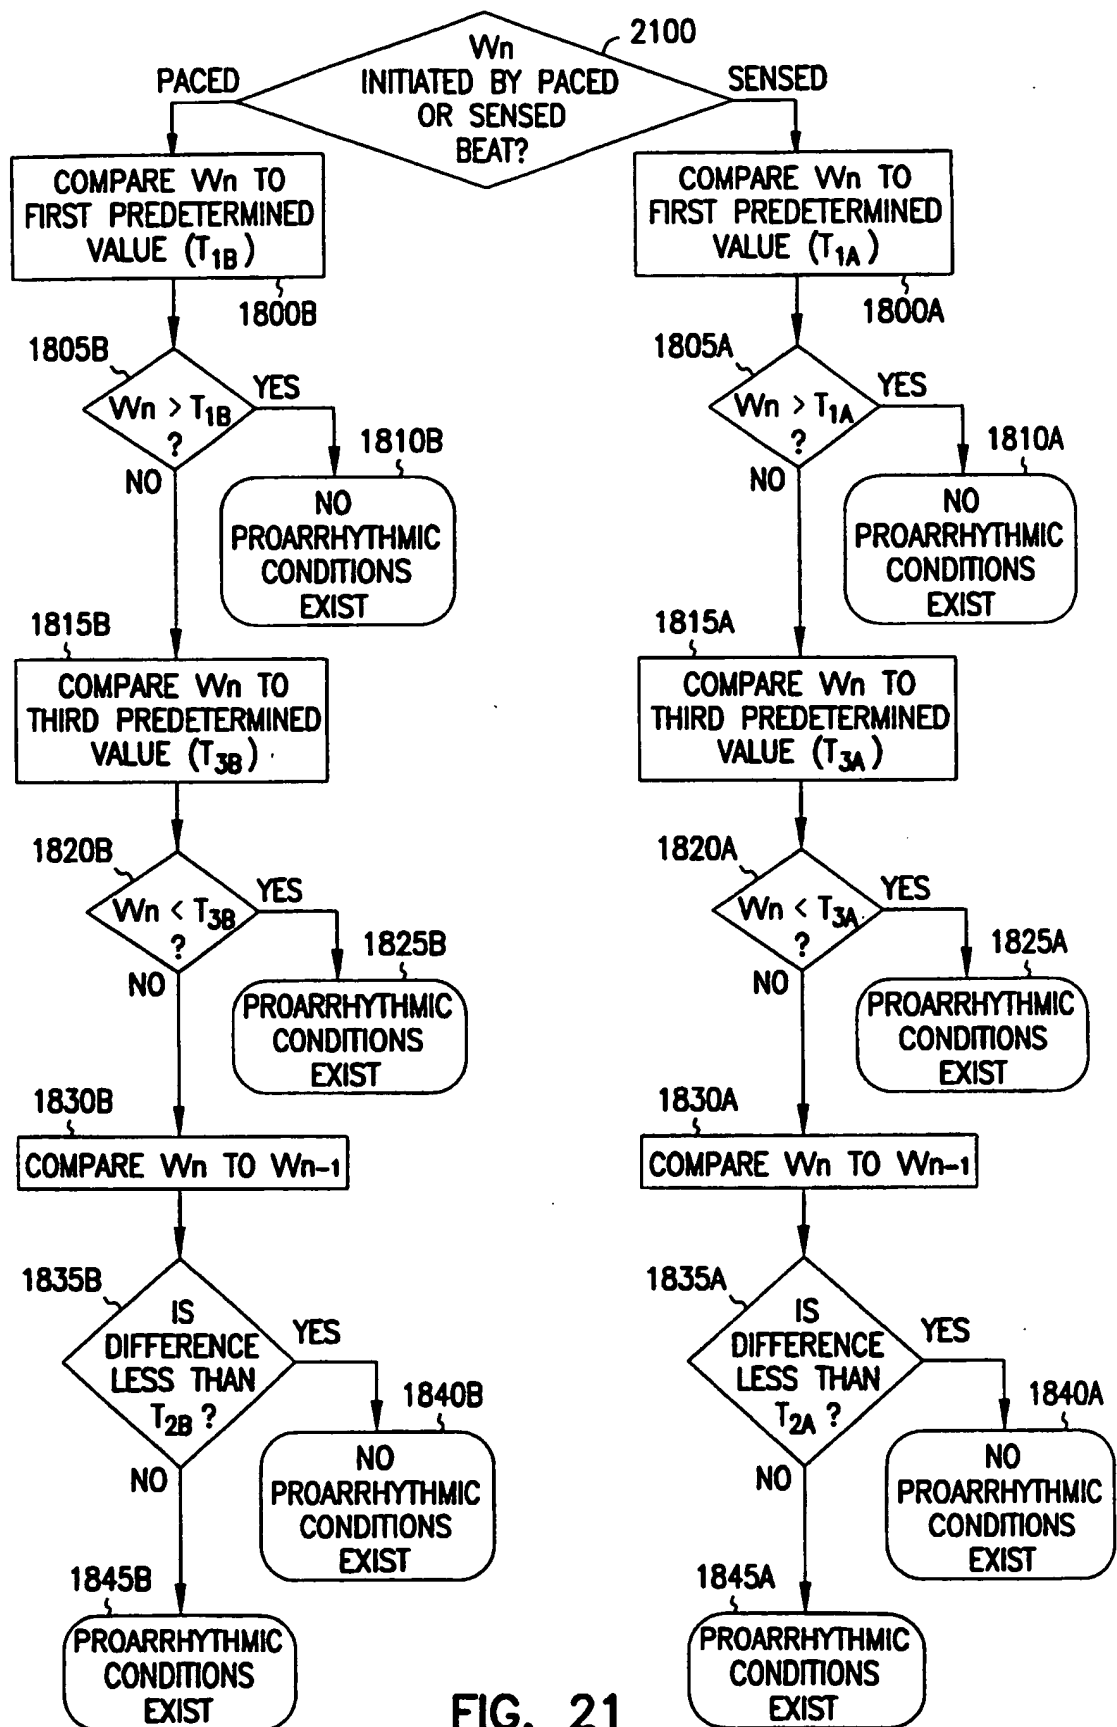 2100
Wn
INITIATED BY PACED
OR SENSED
BEAT?
PACED
SENSED
COMPARE Wn TO
FIRST PREDETERMINED
VALUE (T1B)
1800B
1805B
Wn > T1B
?
YES
NO
1810B
NO
PROARRHYTHMIC
CONDITIONS
EXIST
1815B
COMPARE Wn TO
THIRD PREDETERMINED
VALUE (T3B)
1820B
Wn < T3B
?
YES
NO
1825B
PROARRHYTHMIC
CONDITIONS
EXIST
1830B
COMPARE Wn TO Wn-1
1835B
IS
DIFFERENCE
LESS THAN
T2B ?
YES
NO
1840B
NO
PROARRHYTHMIC
CONDITIONS
EXIST
1845B
PROARRHYTHMIC
CONDITIONS
EXIST
COMPARE Wn TO
FIRST PREDETERMINED
VALUE (T1A)
1800A
1805A
Wn > T1A
?
YES
NO
1810A
NO
PROARRHYTHMIC
CONDITIONS
EXIST
1815A
COMPARE Wn TO
THIRD PREDETERMINED
VALUE (T3A)
1820A
Wn < T3A
?
YES
NO
1825A
PROARRHYTHMIC
CONDITIONS
EXIST
1830A
COMPARE Wn TO Wn-1
1835A
IS
DIFFERENCE
LESS THAN
T2A ?
YES
NO
1840A
NO
PROARRHYTHMIC
CONDITIONS
EXIST
1845A
PROARRHYTHMIC
CONDITIONS
EXIST
FIG. 21